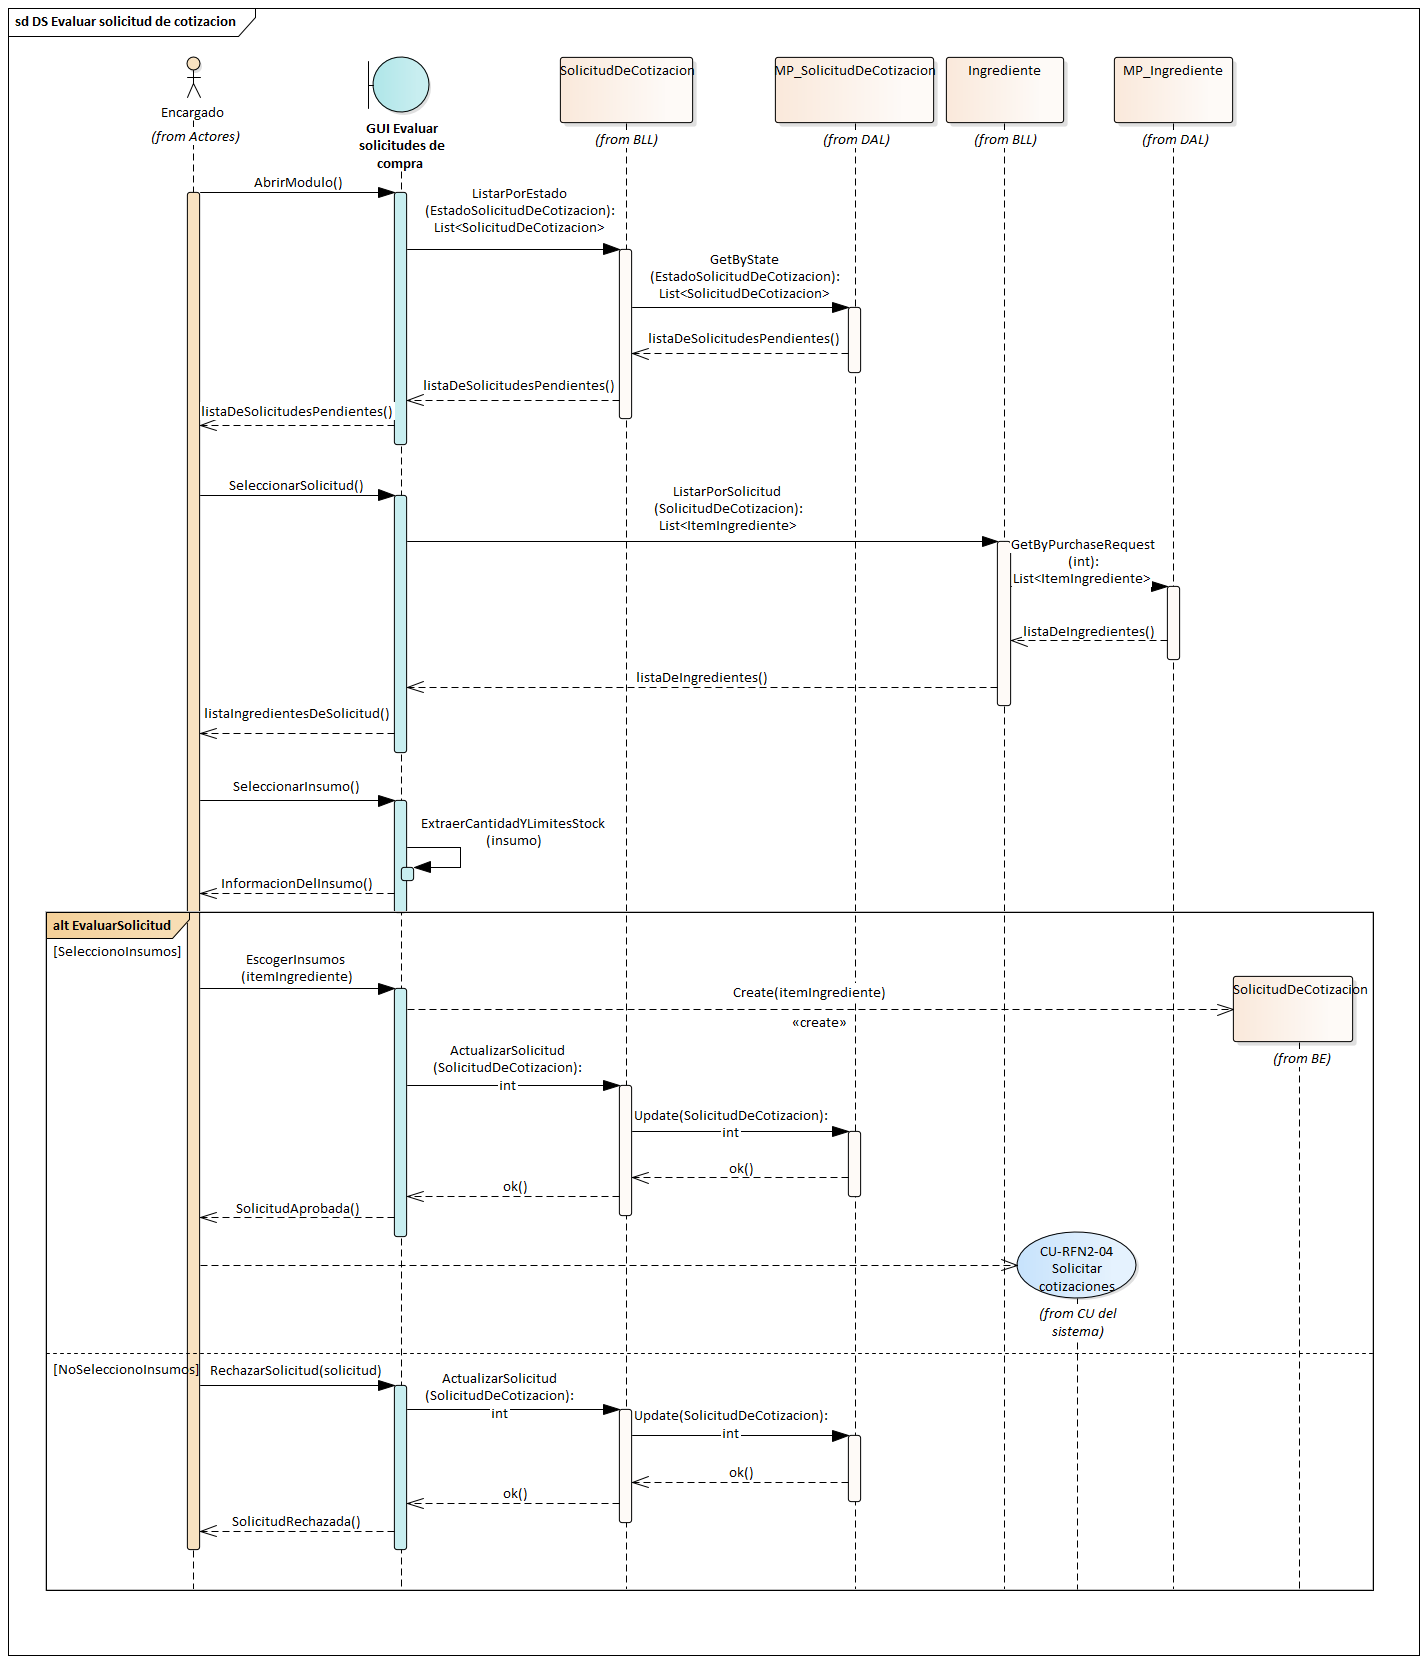 sd DS Evaluar solicitud de cotizacion
Encargado
(from Actores)
GUI Evaluar
solicitudes de
compra
SolicitudDeCotizacion
(from BLL)
MP_SolicitudDeCotizacion
(from DAL)
Ingrediente
(from BLL)
MP_Ingrediente
(from DAL)
AbrirModulo()
ListarPorEstado
(EstadoSolicitudDeCotizacion):
List<SolicitudDeCotizacion>
GetByState
(EstadoSolicitudDeCotizacion):
List<SolicitudDeCotizacion>
listaDeSolicitudesPendientes()
listaDeSolicitudesPendientes()
listaDeSolicitudesPendientes()
SeleccionarSolicitud()
ListarPorSolicitud
(SolicitudDeCotizacion):
List<ItemIngrediente>
GetByPurchaseRequest
(int):
List<ItemIngrediente>
listaDeIngredientes()
listaDeIngredientes()
listaIngredientesDeSolicitud()
SeleccionarInsumo()
ExtraerCantidadYLimitesStock
(insumo)
InformacionDelInsumo()
alt EvaluarSolicitud
[SeleccionoInsumos]
EscogerInsumos
(itemIngrediente)
Create(itemIngrediente)
«create»
SolicitudDeCotizacion
(from BE)
ActualizarSolicitud
(SolicitudDeCotizacion):
int
Update(SolicitudDeCotizacion):
int
ok()
ok()
SolicitudAprobada()
CU-RFN2-04
Solicitar
cotizaciones
(from CU del
sistema)
[NoSeleccionoInsumos]
RechazarSolicitud(solicitud)
ActualizarSolicitud
(SolicitudDeCotizacion):
int
Update(SolicitudDeCotizacion):
int
ok()
ok()
SolicitudRechazada()